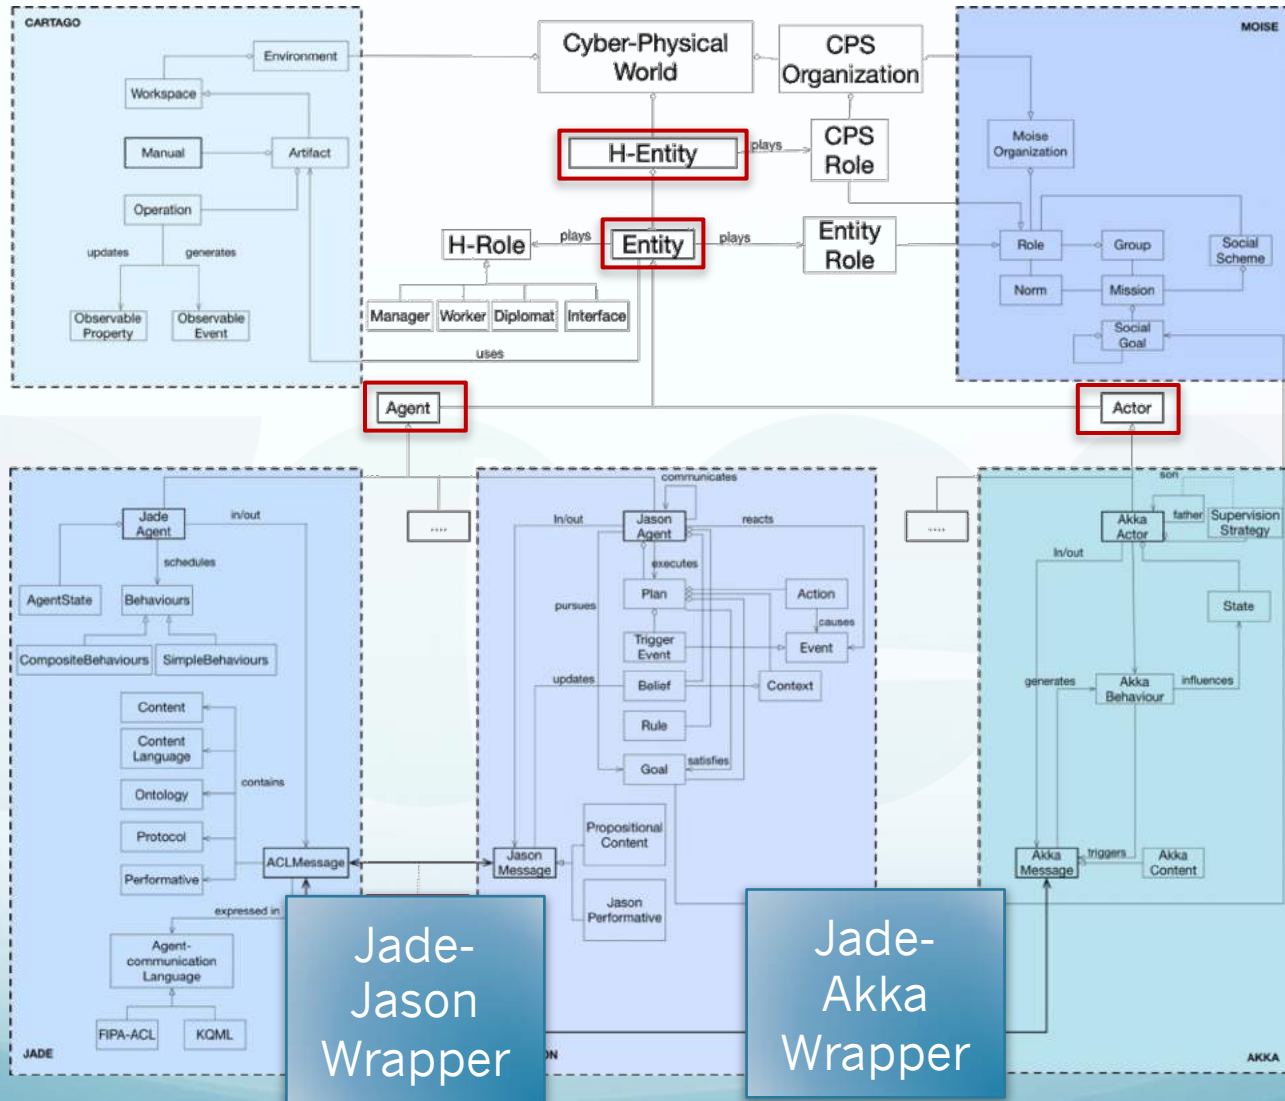 CARTAGO
Environment
Workspace
Manual
Artifact
Operation
updates
generates
Observable
Property
Observable
Event
Cyber-Physical
World
CPS
Organization
H-Entity
plays
CPS
Role
H-Role
plays
Entity
plays
Entity
Role
Manager
Worker
Diplomat
Interface
uses
MOISE
Moise
Organization
Role
Group
Social
Scheme
Norm
Mission
Social
Goal
Agent
Actor
....
....
Jade
Agent
in/out
schedules
AgentState
Behaviours
CompositeBehaviours
SimpleBehaviours
Content
Content
Language
Ontology
Protocol
Performative
contains
ACLMessage
expressed in
Agent-
communication
Language
FIPA-ACL
KQML
JADE
communicates
In/out
Jason
Agent
reacts
executes
Plan
Action
pursues
causes
Trigger
Event
Event
updates
Belief
Context
Rule
Goal
satisfies
Propositional
Content
Jason
Message
Jason
Performative
ON
son
Akka
Actor
father
Supervision
Strategy
In/out
State
generates
Akka
Behaviour
influences
Akka
Message
triggers
Akka
Content
AKKA
Jade-
Jason
Wrapper
Jade-
Akka
Wrapper